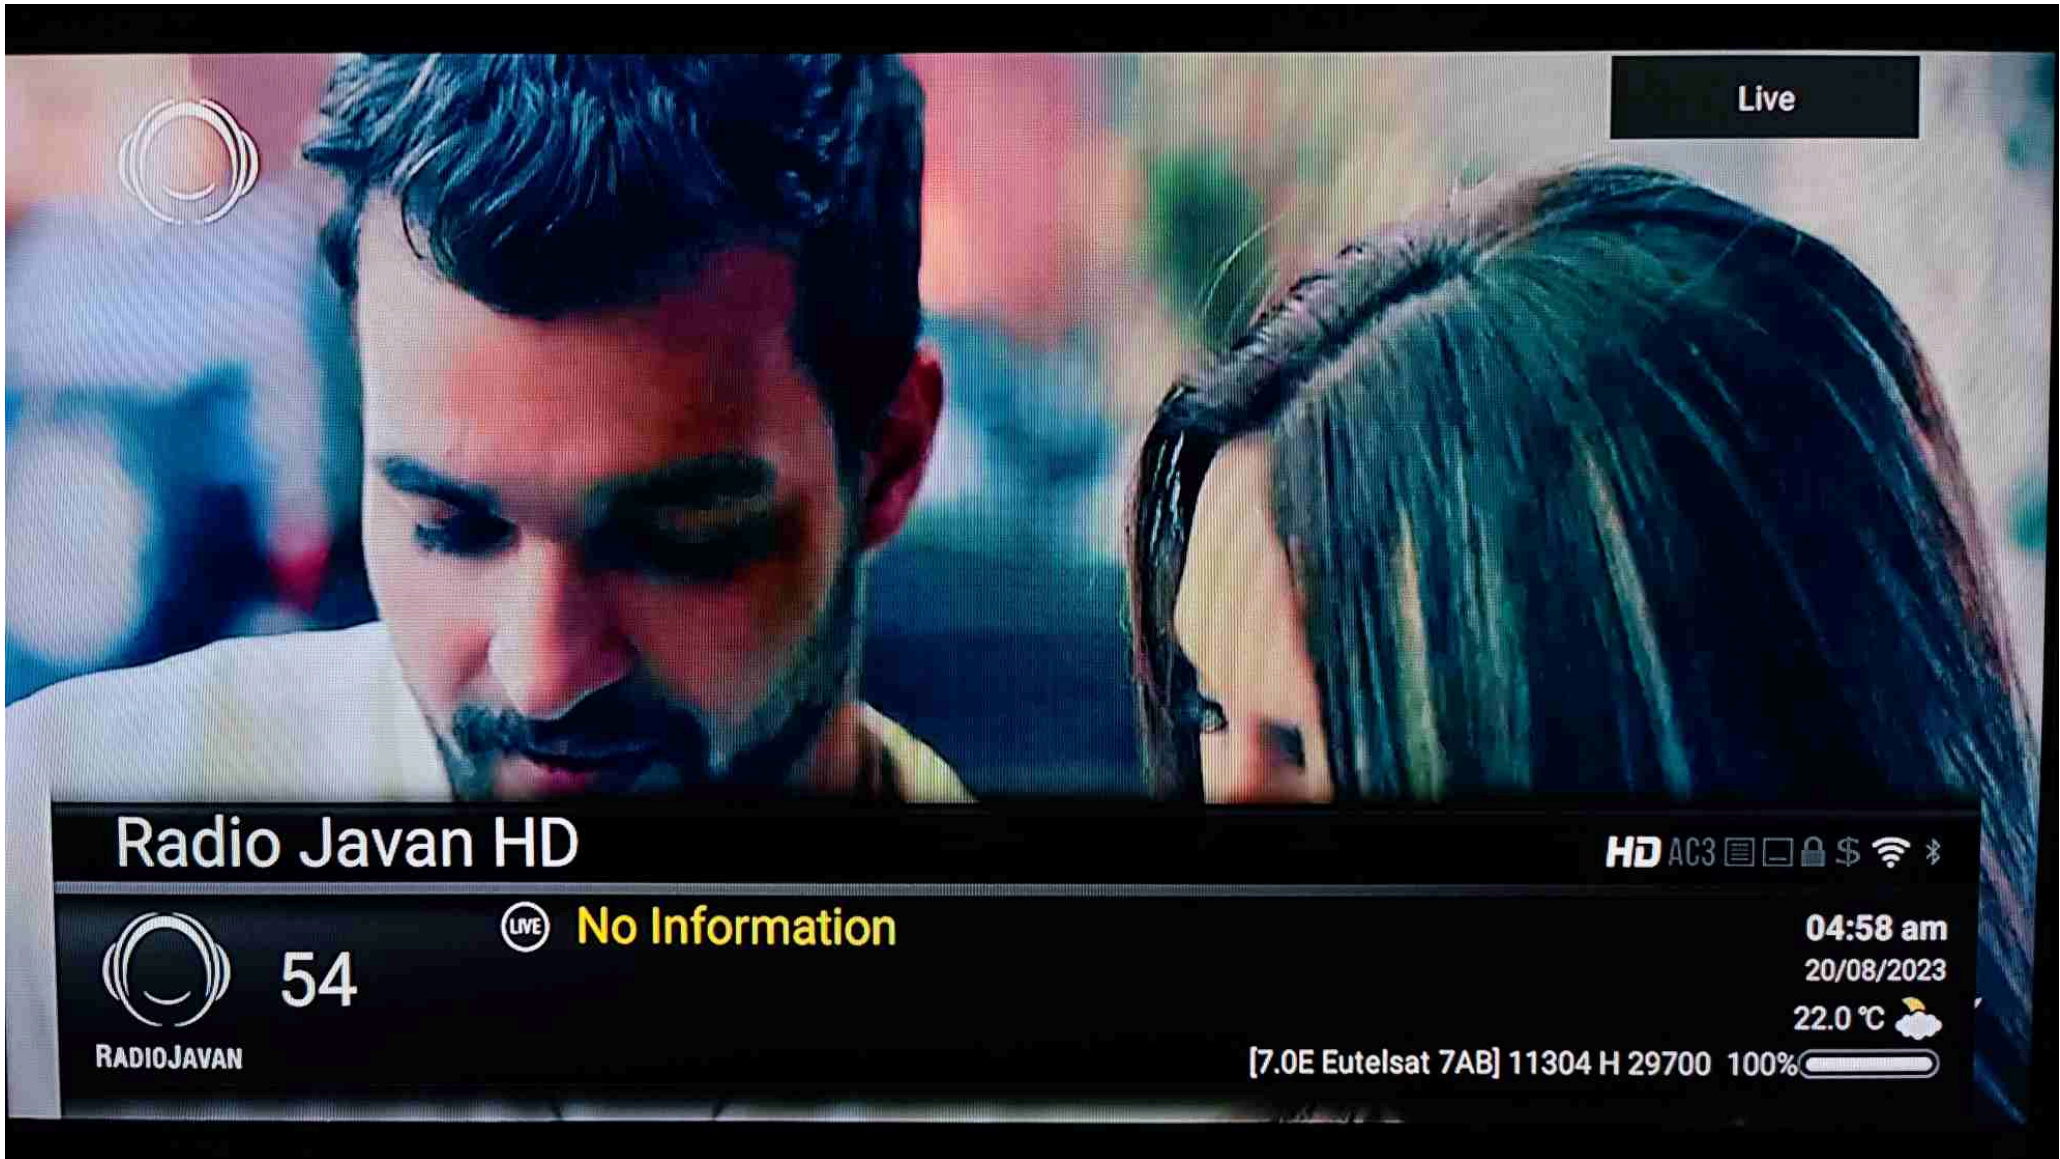 Live
Radio Javan HD
HD AC3 $
LIVE No Information
04:58 am
54
20/08/2023
22.0 °C
RADIOJAVAN
[7.0E Eutelsat 7AB] 11304 H 29700 100%